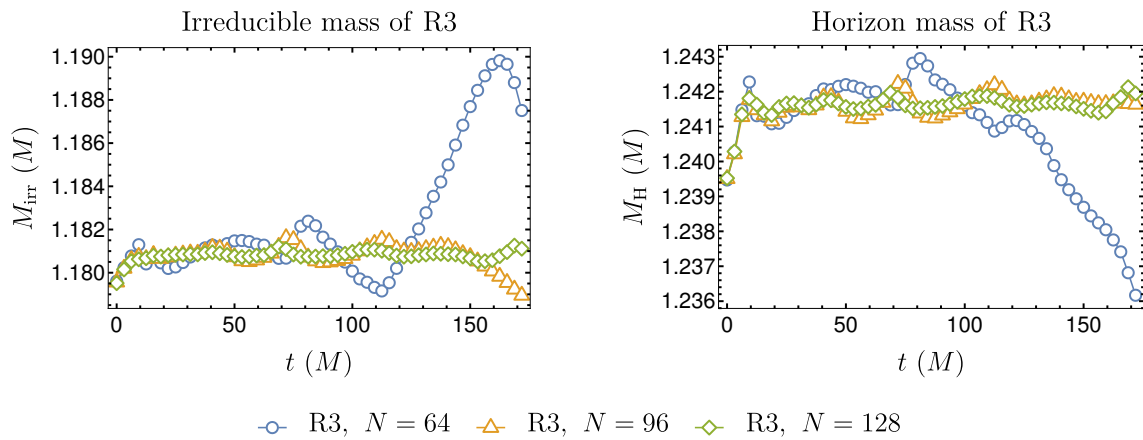 Irreducible mass of R3
M_irr (M)
1.190
1.188
1.186
1.184
1.182
1.180
0 50 100 150
t (M)
Horizon mass of R3
M_H (M)
1.243
1.242
1.241
1.240
1.239
1.238
1.237
1.236
0 50 100 150
t (M)
R3, N = 64 R3, N = 96 R3, N = 128